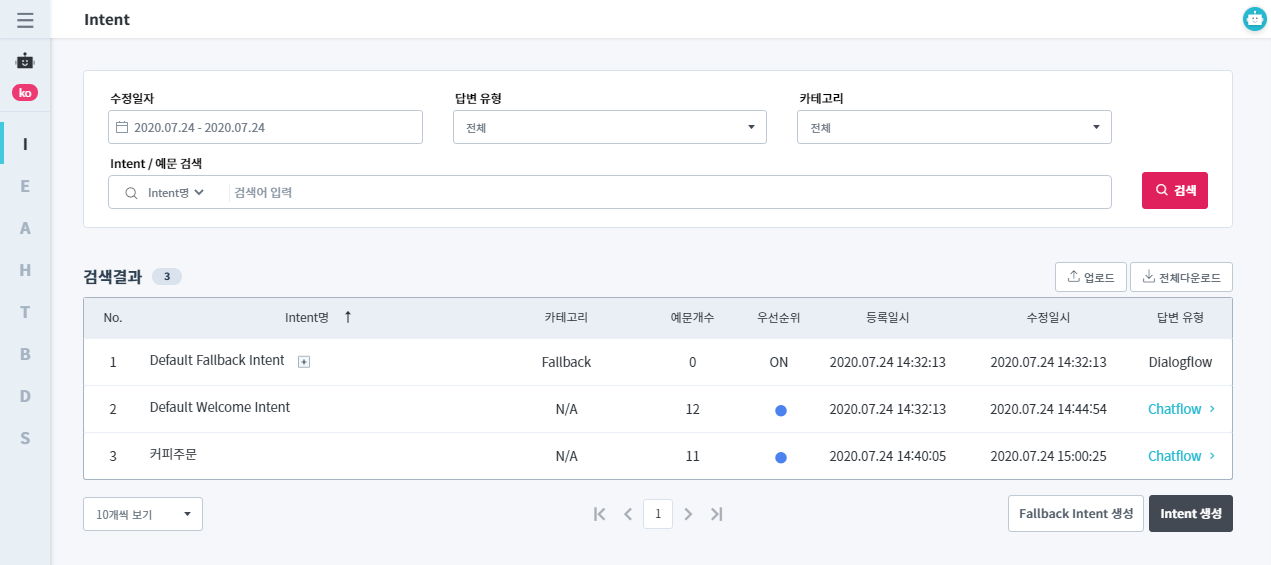 Intent
ko
I
E
A
H
T
B
D
S
수정일자 답변 유형 카테고리
2020.07.24 - 2020.07.24 전체 전체
Intent / 예문 검색
Intent명 검색어 입력 검색
검색결과 3 업로드 전체다운로드
No. Intent명 ↑ 카테고리 예문개수 우선순위 등록일시 수정일시 답변 유형
1 Default Fallback Intent Fallback 0 ON 2020.07.24 14:32:13 2020.07.24 14:32:13 Dialogflow
2 Default Welcome Intent N/A 12 2020.07.24 14:32:13 2020.07.24 14:44:54 Chatflow >
3 커피주문 N/A 11 2020.07.24 14:40:05 2020.07.24 15:00:25 Chatflow >
10개씩 보기 1 Fallback Intent 생성 Intent 생성